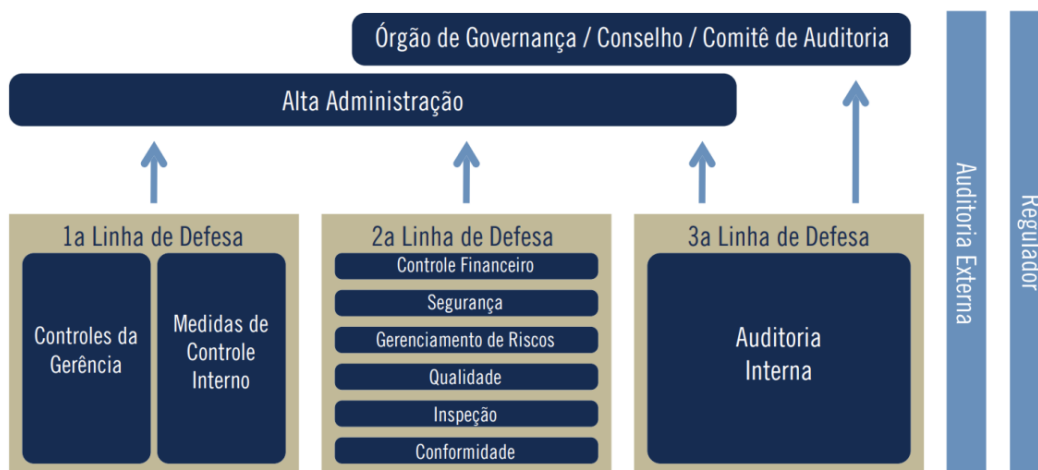 Órgão de Governança / Conselho / Comitê de Auditoria
Alta Administração
1a Linha de Defesa
Controles da
Gerência
Medidas de
Controle
Interno
2a Linha de Defesa
Controle Financeiro
Segurança
Gerenciamento de Riscos
Qualidade
Inspeção
Conformidade
3a Linha de Defesa
Auditoria
Interna
Auditoria Externa
Regulador